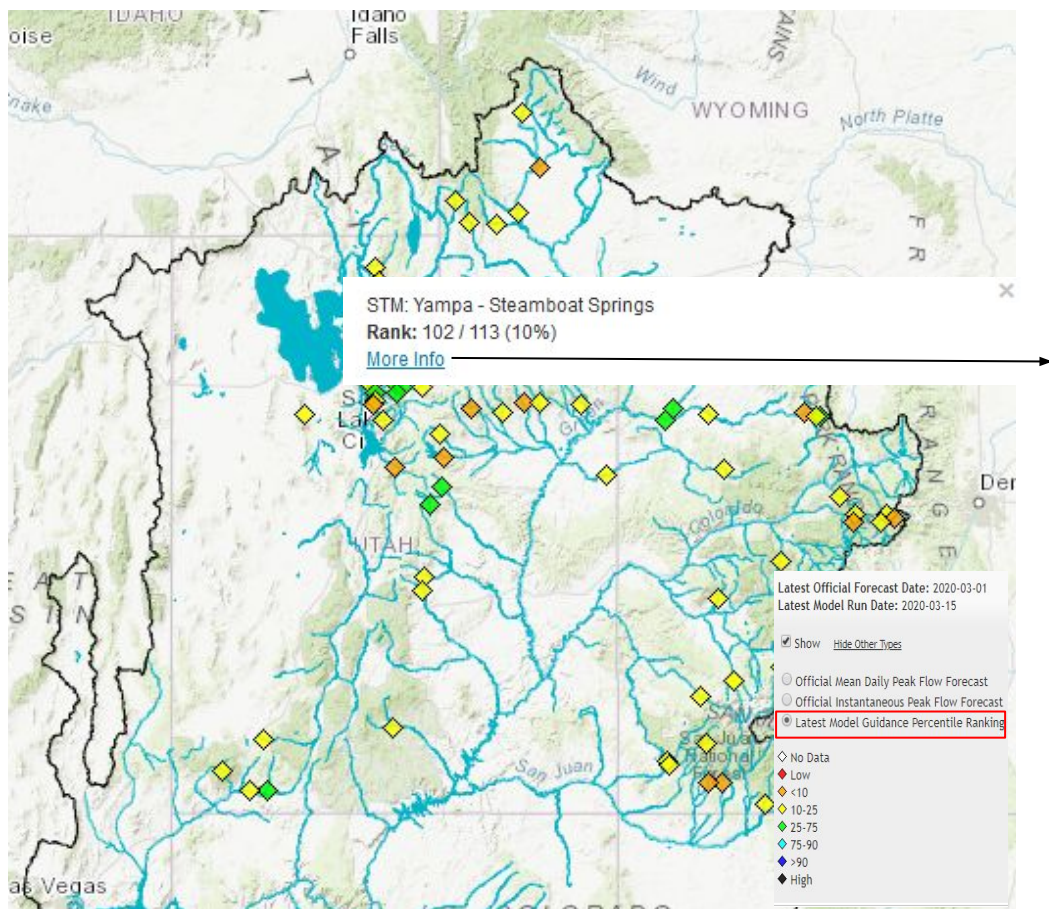 IDAHO
Idaho
Falls
oise
Wind
WYOMING
North Platte
nake
STM: Yampa - Steamboat Springs
×
Rank: 102 / 113 (10%)
More Info
Green
PARK RANGE
Den
Colorado
UTAH
Latest Official Forecast Date: 2020-03-01
Latest Model Run Date: 2020-03-15
Show Hide Other Types
Official Mean Daily Peak Flow Forecast
Official Instantaneous Peak Flow Forecast
Latest Model Guidance Percentile Ranking
No Data
Low
<10
10-25
25-75
75-90
>90
High
San Juan
National
Forest
San Juan
as Vegas
COLORADO